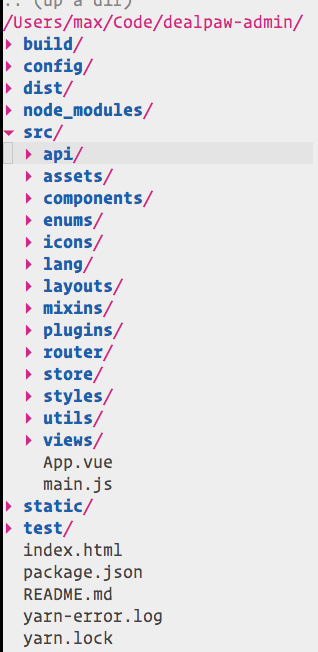 .. (up a dir)
/Users/max/Code/dealpaw-admin/
build/
config/
dist/
node_modules/
src/
api/
assets/
components/
enums/
icons/
lang/
layouts/
mixins/
plugins/
router/
store/
styles/
utils/
views/
App.vue
main.js
static/
test/
index.html
package.json
README.md
yarn-error.log
yarn.lock